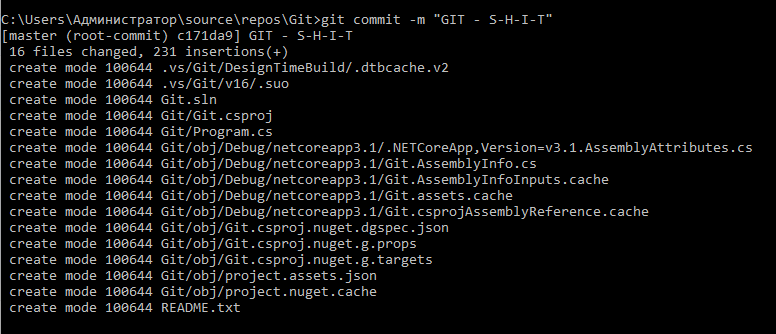 C:\Users\Администратор\source\repos\Git>git commit -m "GIT - S-H-I-T"
[master (root-commit) c171da9] GIT - S-H-I-T
 16 files changed, 231 insertions(+)
 create mode 100644 .vs/Git/DesignTimeBuild/.dtbcache.v2
 create mode 100644 .vs/Git/v16/.suo
 create mode 100644 Git.sln
 create mode 100644 Git/Git.csproj
 create mode 100644 Git/Program.cs
 create mode 100644 Git/obj/Debug/netcoreapp3.1/.NETCoreApp,Version=v3.1.AssemblyAttributes.cs
 create mode 100644 Git/obj/Debug/netcoreapp3.1/Git.AssemblyInfo.cs
 create mode 100644 Git/obj/Debug/netcoreapp3.1/Git.AssemblyInfoInputs.cache
 create mode 100644 Git/obj/Debug/netcoreapp3.1/Git.assets.cache
 create mode 100644 Git/obj/Debug/netcoreapp3.1/Git.csprojAssemblyReference.cache
 create mode 100644 Git/obj/Git.csproj.nuget.dgspec.json
 create mode 100644 Git/obj/Git.csproj.nuget.g.props
 create mode 100644 Git/obj/Git.csproj.nuget.g.targets
 create mode 100644 Git/obj/project.assets.json
 create mode 100644 Git/obj/project.nuget.cache
 create mode 100644 README.txt